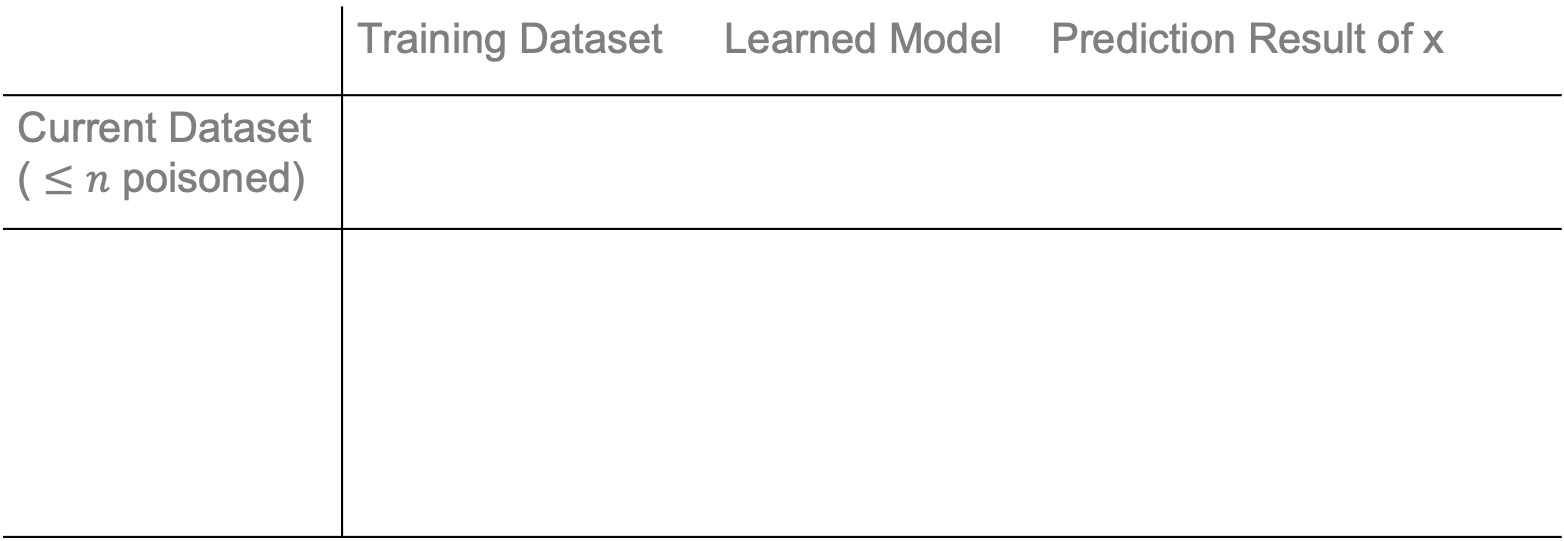 Training Dataset Learned Model Prediction Result of x
Current Dataset
( ≤ n poisoned)